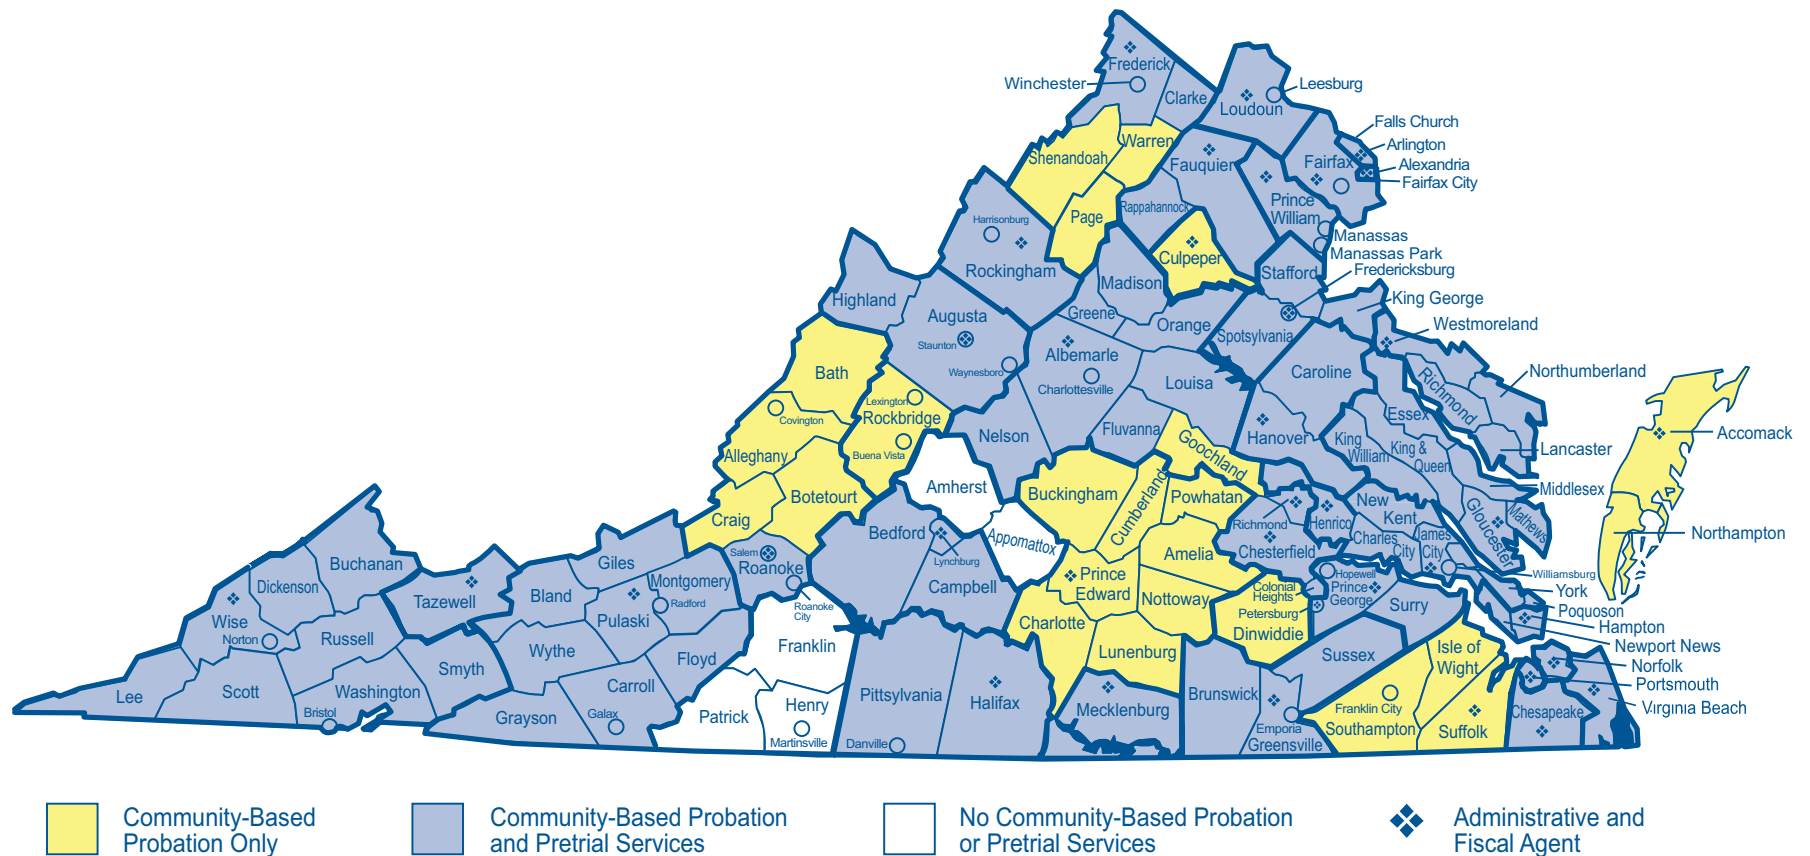 Frederick
Winchester
Clarke
Leesburg
Loudoun
Falls Church
Arlington
Alexandria
Fairfax
Fairfax City
Warren
Shenandoah
Fauquier
Prince
William
Page
Rappahannock
Harrisonburg
Manassas
Manassas Park
Fredericksburg
Rockingham
Culpeper
Stafford
Madison
King George
Highland
Greene
Orange
Westmoreland
Augusta
Staunton
Spotsylvania
Albemarle
Waynesboro
Charlottesville
Louisa
Caroline
Northumberland
Richmond
Bath
Lexington
Rockbridge
Covington
Buena Vista
Essex
Accomack
Nelson
Fluvanna
Goochland
Hanover
King
William
King &
Queen
Lancaster
Alleghany
Amherst
Buckingham
Cumberland
Powhatan
Middlesex
Botetourt
Craig
New
Kent
Gloucester
Mathews
Richmond
Henrico
Charles
City
James
City
Northampton
Bedford
Appomattox
Chesterfield
Amelia
Lynchburg
Campbell
Salem
Roanoke
Roanoke
City
Buchanan
Dickenson
Giles
Montgomery
Tazewell
Bland
Radford
Pulaski
Prince
Edward
Nottoway
Colonial
Heights
Hopewell
Prince
George
Petersburg
Dinwiddie
Williamsburg
York
Poquoson
Surry
Hampton
Newport News
Norfolk
Portsmouth
Virginia Beach
Wise
Norton
Russell
Wythe
Floyd
Franklin
Charlotte
Lunenburg
Sussex
Isle of
Wight
Smyth
Lee
Scott
Washington
Carroll
Bristol
Grayson
Galax
Patrick
Henry
Martinsville
Pittsylvania
Danville
Halifax
Mecklenburg
Brunswick
Emporia
Greensville
Franklin City
Southampton
Suffolk
Chesapeake
Community-Based
Probation Only
Community-Based Probation
and Pretrial Services
No Community-Based Probation
or Pretrial Services
Administrative and
Fiscal Agent